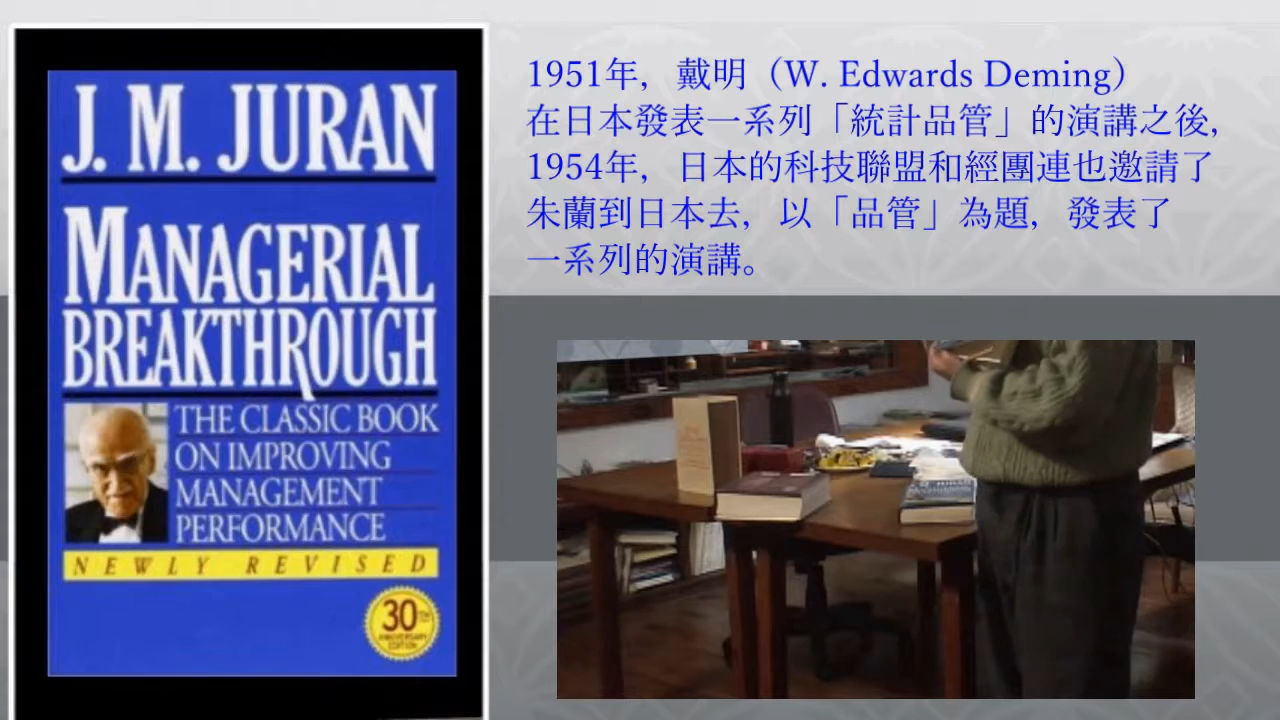 J. M. JURAN
MANAGERIAL
BREAKTHROUGH
THE CLASSIC BOOK
ON IMPROVING
MANAGEMENT
PERFORMANCE
NEWLY REVISED
30TH
ANNIVERSARY
EDITION
1951年，戴明（W. Edwards Deming）
在日本發表一系列「統計品管」的演講之後，
1954年，日本的科技聯盟和經團連也邀請了
朱蘭到日本去，以「品管」為題，發表了
一系列的演講。